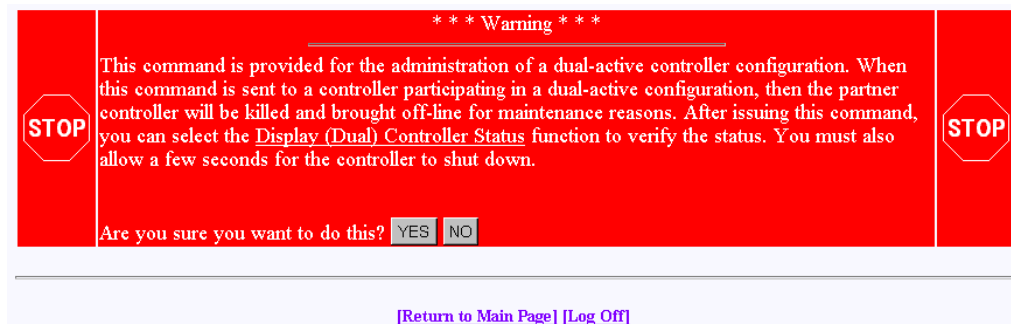 * * * Warning * * *
This command is provided for the administration of a dual-active controller configuration. When
this command is sent to a controller participating in a dual-active configuration, then the partner
controller will be killed and brought off-line for maintenance reasons. After issuing this command,
STOP
you can select the Display (Dual) Controller Status function to verify the status. You must also
STOP
allow a few seconds for the controller to shut down.
Are you sure you want to do this? YES NO
[Return to Main Page] [Log Off]